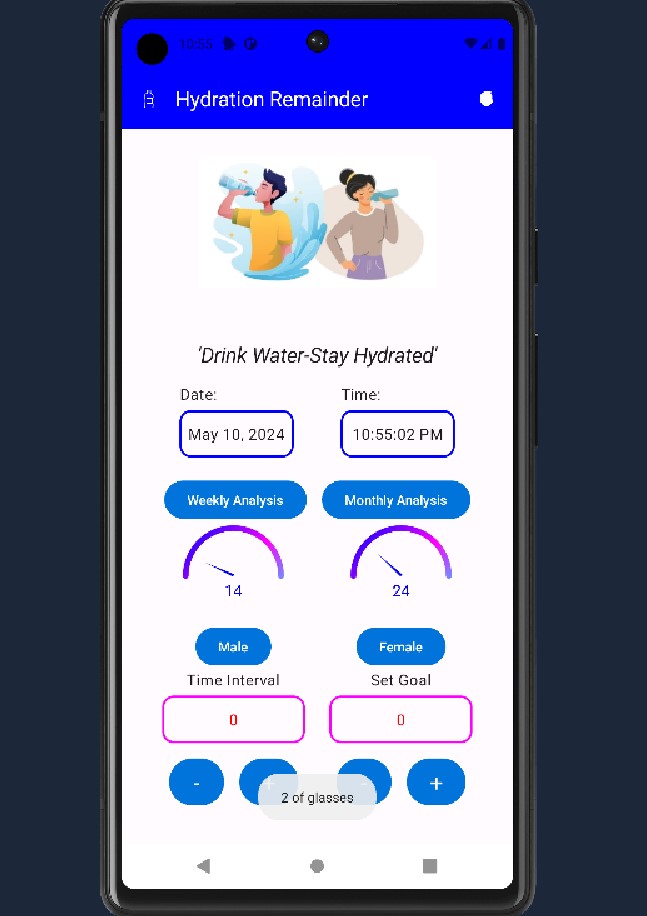 10:55
Hydration Remainder
'Drink Water-Stay Hydrated'
Date: Time:
May 10, 2024 10:55:02 PM
Weekly Analysis Monthly Analysis
14 24
Male Female
Time Interval Set Goal
0 0
- + - +
2 of glasses